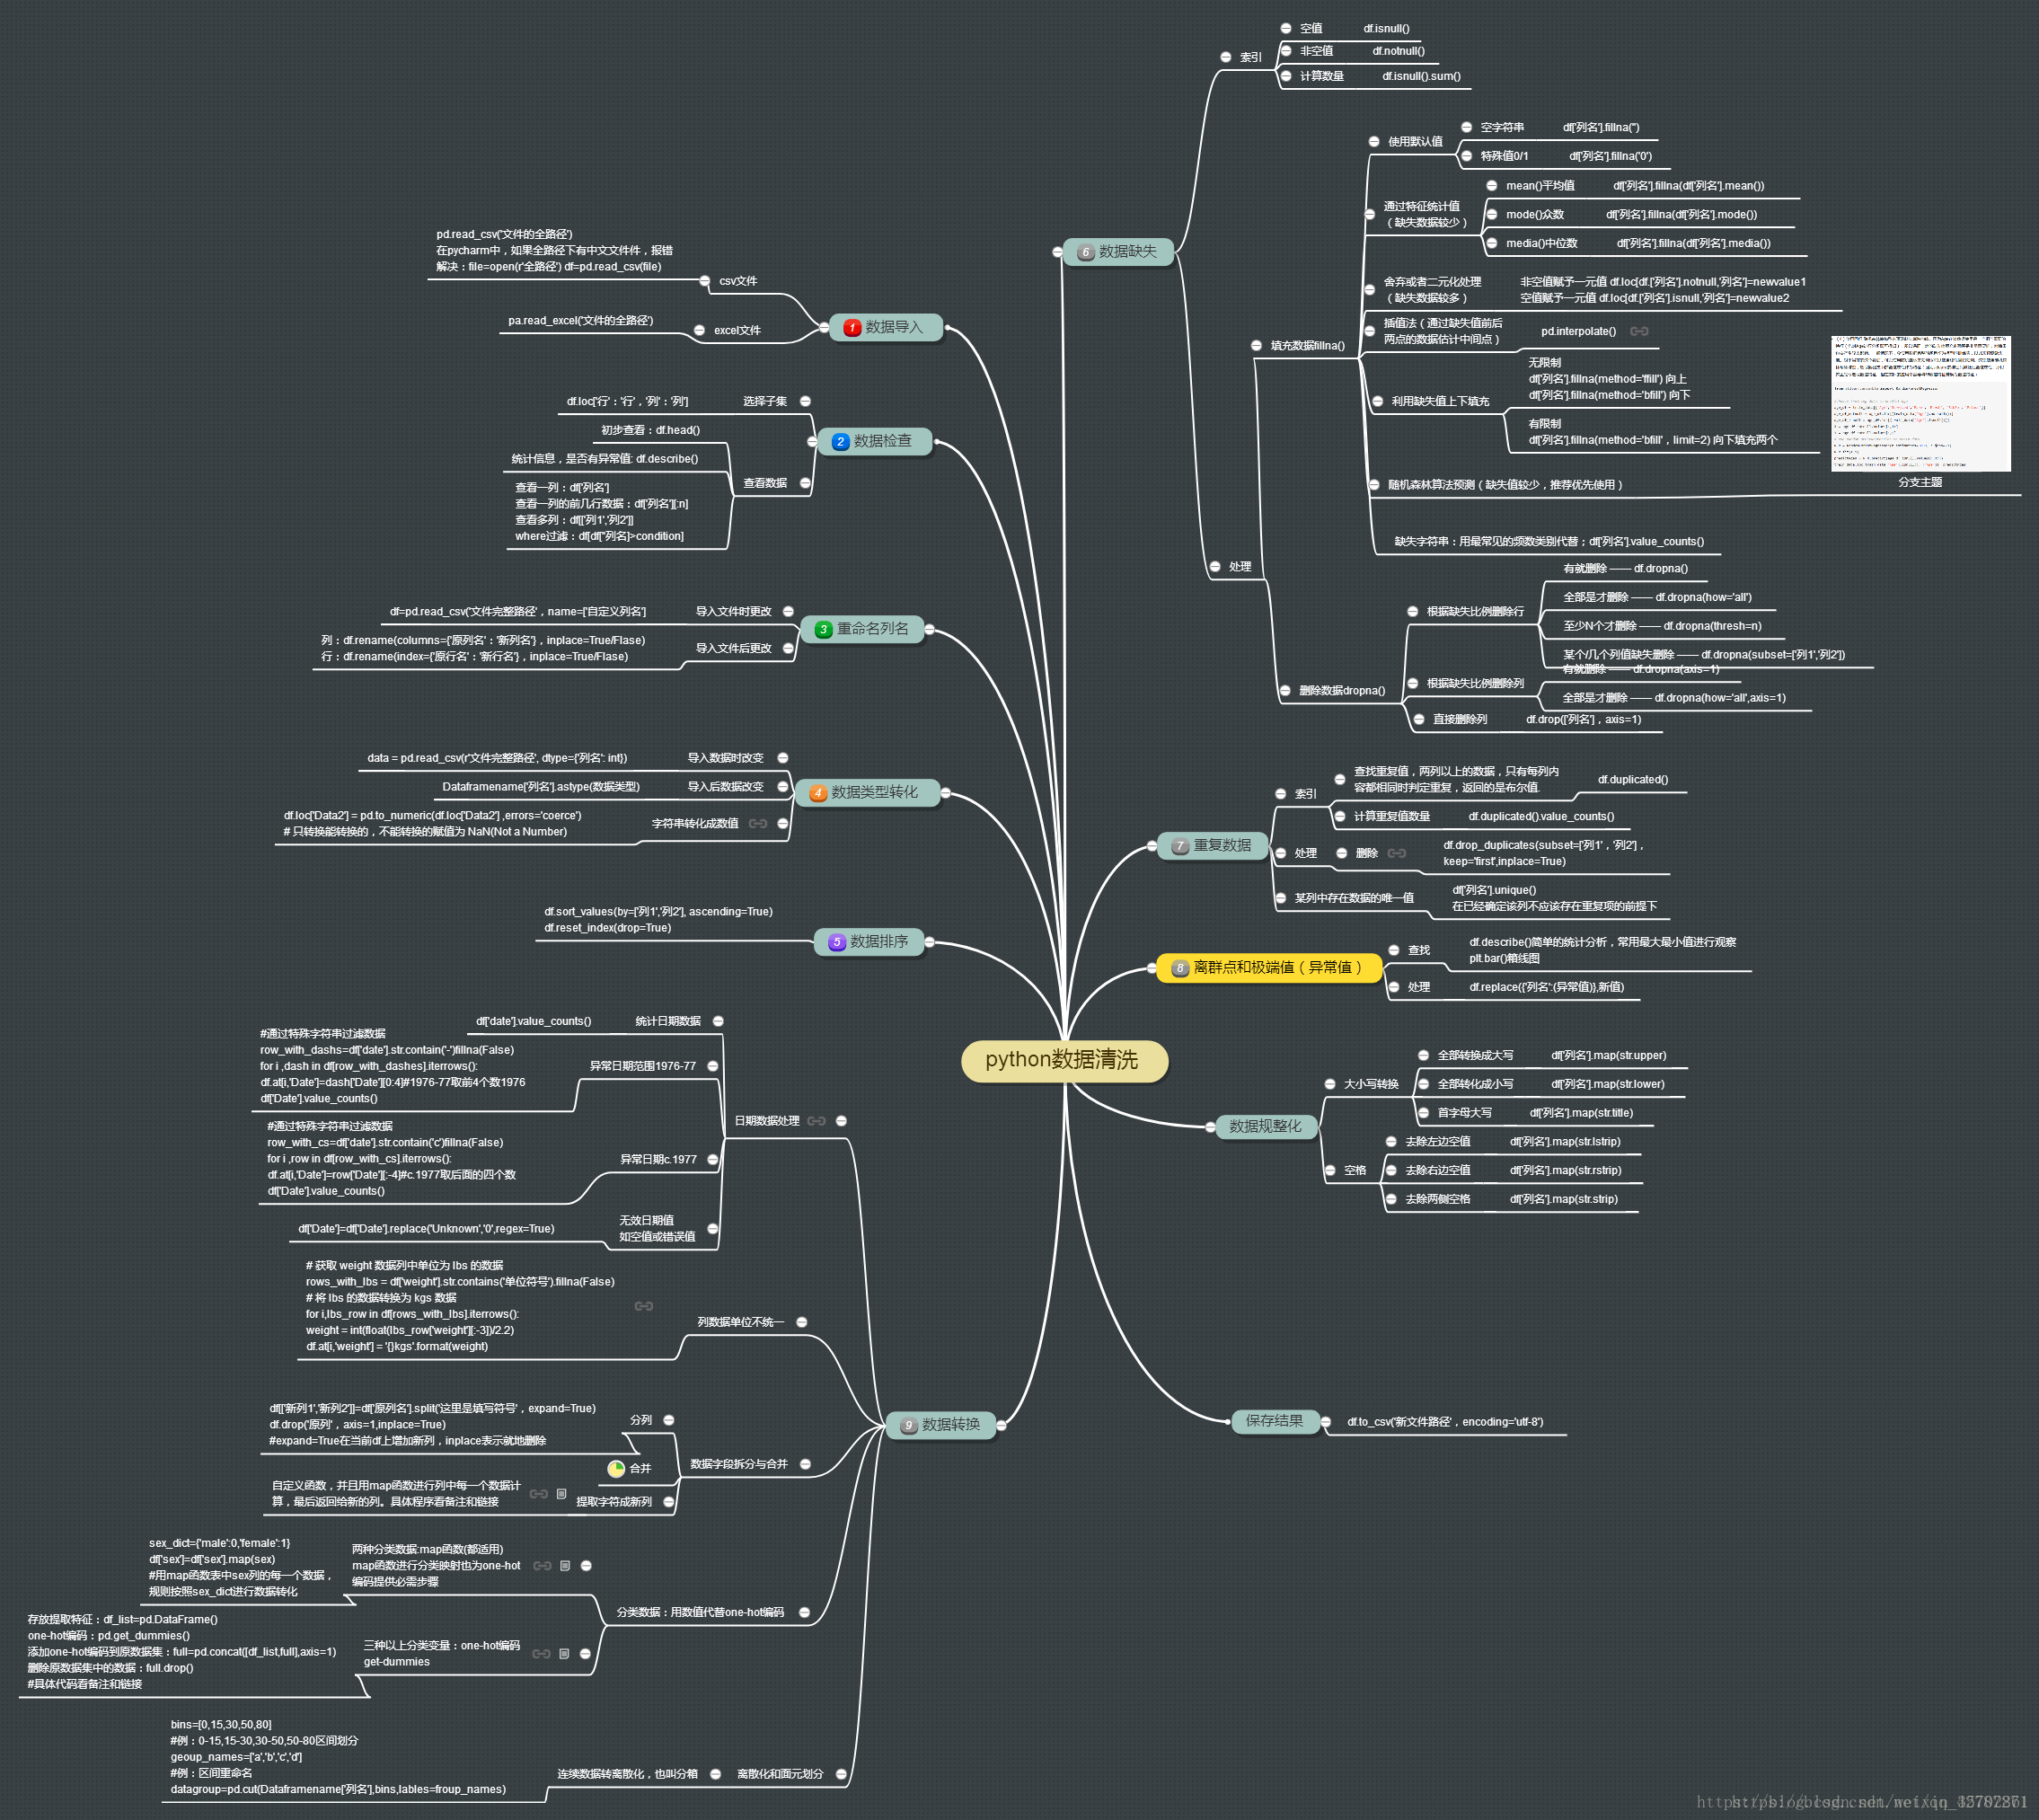 python数据清洗
1 数据导入
csv文件
pd.read_csv('文件的全路径')
在pycharm中，如果全路径下有中文文件件，报错
解决：file=open(r'全路径') df=pd.read_csv(file)
excel文件
pa.read_excel('文件的全路径')
2 数据检查
选择子集
df.loc['行'：'行'，'列'：'列']
查看数据
初步查看：df.head()
统计信息，是否有异常值: df.describe()
查看一列：df['列名']
查看一列的前几行数据：df['列名'][:n]
查看多列：df[['列1','列2']]
where过滤：df[df["列名]>condition]
3 重命名列名
导入文件时更改
df=pd.read_csv('文件完整路径'，name=['自定义列名']
导入文件后更改
列：df.rename(columns={'原列名'：'新列名'}，inplace=True/Flase)
行：df.rename(index={'原行名'：'新行名'}，inplace=True/Flase)
4 数据类型转化
导入数据时改变
data = pd.read_csv(r'文件完整路径', dtype={'列名': int})
导入后数据改变
Dataframename['列名'].astype(数据类型)
字符串转化成数值
df.loc['Data2'] = pd.to_numeric(df.loc['Data2'] ,errors='coerce')
# 只转换能转换的，不能转换的赋值为 NaN(Not a Number)
5 数据排序
df.sort_values(by=['列1','列2'], ascending=True)
df.reset_index(drop=True)
6 数据缺失
索引
空值 df.isnull()
非空值 df.notnull()
计算数量 df.isnull().sum()
处理
填充数据fillna()
使用默认值
空字符串 df['列名'].fillna('')
特殊值0/1 df['列名'].fillna('0')
通过特征统计值
（缺失数据较少）
mean()平均值 df['列名'].fillna(df['列名'].mean())
mode()众数 df['列名'].fillna(df['列名'].mode())
media()中位数 df['列名'].fillna(df['列名'].media())
舍弃或者二元化处理
（缺失数据较多）
非空值赋予一元值 df.loc[df.['列名'].notnull,'列名']=newvalue1
空值赋予一元值 df.loc[df.['列名'].isnull,'列名']=newvalue2
插值法（通过缺失值前后
两点的数据估计中间点）
pd.interpolate()
利用缺失值上下填充
无限制
df['列名'].fillna(method='ffill') 向上
df['列名'].fillna(method='bfill') 向下
有限制
df['列名'].fillna(method='bfill'，limit=2) 向下填充两个
随机森林算法预测（缺失值较少，推荐优先使用）
分支主题
缺失字符串：用最常见的频数类别代替；df['列名'].value_counts()
删除数据dropna()
根据缺失比例删除行
有就删除 —— df.dropna()
全部是才删除 —— df.dropna(how='all')
至少N个才删除 —— df.dropna(thresh=n)
某个/几个列值缺失删除 —— df.dropna(subset=['列1','列2'])
根据缺失比例删除列
有就删除 —— df.dropna(axis=1)
全部是才删除 —— df.dropna(how='all',axis=1)
直接删除列 df.drop(['列名']，axis=1)
7 重复数据
索引
查找重复值，两列以上的数据，只有每列内
容都相同时判定重复，返回的是布尔值.
df.duplicated()
计算重复值数量 df.duplicated().value_counts()
处理 删除
df.drop_duplicates(subset=['列1'，'列2']，
keep='first',inplace=True)
某列中存在数据的唯一值
df['列名'].unique()
在已经确定该列不应该存在重复项的前提下
8 离群点和极端值（异常值）
查找
df.describe()简单的统计分析，常用最大最小值进行观察
plt.bar()箱线图
处理 df.replace({'列名':(异常值)},新值)
数据规整化
大小写转换
全部转换成大写 df['列名'].map(str.upper)
全部转化成小写 df['列名'].map(str.lower)
首字母大写 df['列名'].map(str.title)
空格
去除左边空值 df['列名'].map(str.lstrip)
去除右边空值 df['列名'].map(str.rstrip)
去除两侧空格 df['列名'].map(str.strip)
保存结果
df.to_csv('新文件路径'，encoding='utf-8')
9 数据转换
日期数据处理
统计日期数据
df['date'].value_counts()
异常日期范围1976-77
#通过特殊字符串过滤数据
row_with_dashs=df['date'].str.contain('-')fillna(False)
for i ,dash in df[row_with_dashes].iterrows():
df.at[i,'Date']=dash['Date'][0:4]#1976-77取前4个数1976
df['Date'].value_counts()
异常日期c.1977
#通过特殊字符串过滤数据
row_with_cs=df['date'].str.contain('c')fillna(False)
for i ,row in df[row_with_cs].iterrows():
df.at[i,'Date']=row['Date'][:-4]#c.1977取后面的四个数
df['Date'].value_counts()
无效日期值
如空值或错误值
df['Date']=df['Date'].replace('Unknown','0',regex=True)
列数据单位不统一
# 获取 weight 数据列中单位为 lbs 的数据
rows_with_lbs = df['weight'].str.contains('单位符号').fillna(False)
# 将 lbs 的数据转换为 kgs 数据
for i,lbs_row in df[rows_with_lbs].iterrows():
weight = int(float(lbs_row['weight'][:-3])/2.2)
df.at[i,'weight'] = '{}kgs'.format(weight)
数据字段拆分与合并
分列
df[['新列1','新列2']]=df['原列名'].split('这里是填写符号'，expand=True)
df.drop('原列'，axis=1,inplace=True)
#expand=True在当前df上增加新列，inplace表示就地删除
合并
提取字符成新列
自定义函数，并且用map函数进行列中每一个数据计
算，最后返回给新的列。具体程序看备注和链接
分类数据：用数值代替one-hot编码
两种分类数据:map函数(都适用)
map函数进行分类映射也为one-hot
编码提供必需步骤
sex_dict={'male':0,'female':1}
df['sex']=df['sex'].map(sex)
#用map函数表中sex列的每一个数据，
规则按照sex_dict进行数据转化
三种以上分类变量：one-hot编码
get-dummies
存放提取特征：df_list=pd.DataFrame()
one-hot编码：pd.get_dummies()
添加one-hot编码到原数据集：full=pd.concat([df_list,full],axis=1)
删除原数据集中的数据：full.drop()
#具体代码看备注和链接
离散化和面元划分
连续数据转离散化，也叫分箱
bins=[0,15,30,50,80]
#例：0-15,15-30,30-50,50-80区间划分
geoup_names=['a','b','c','d']
#例：区间重命名
datagroup=pd.cut(Dataframename['列名'],bins,lables=froup_names)